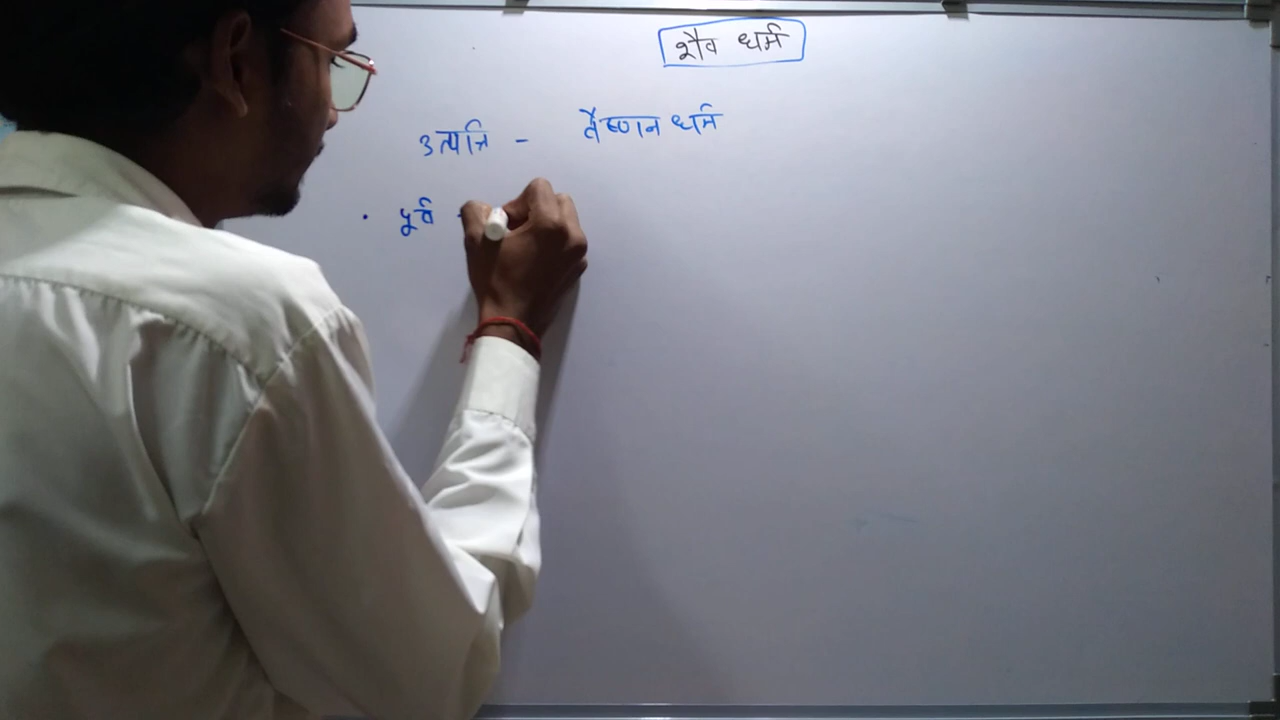 शैव धर्म
उत्पत्ति - वैष्णव धर्म
· पूर्व